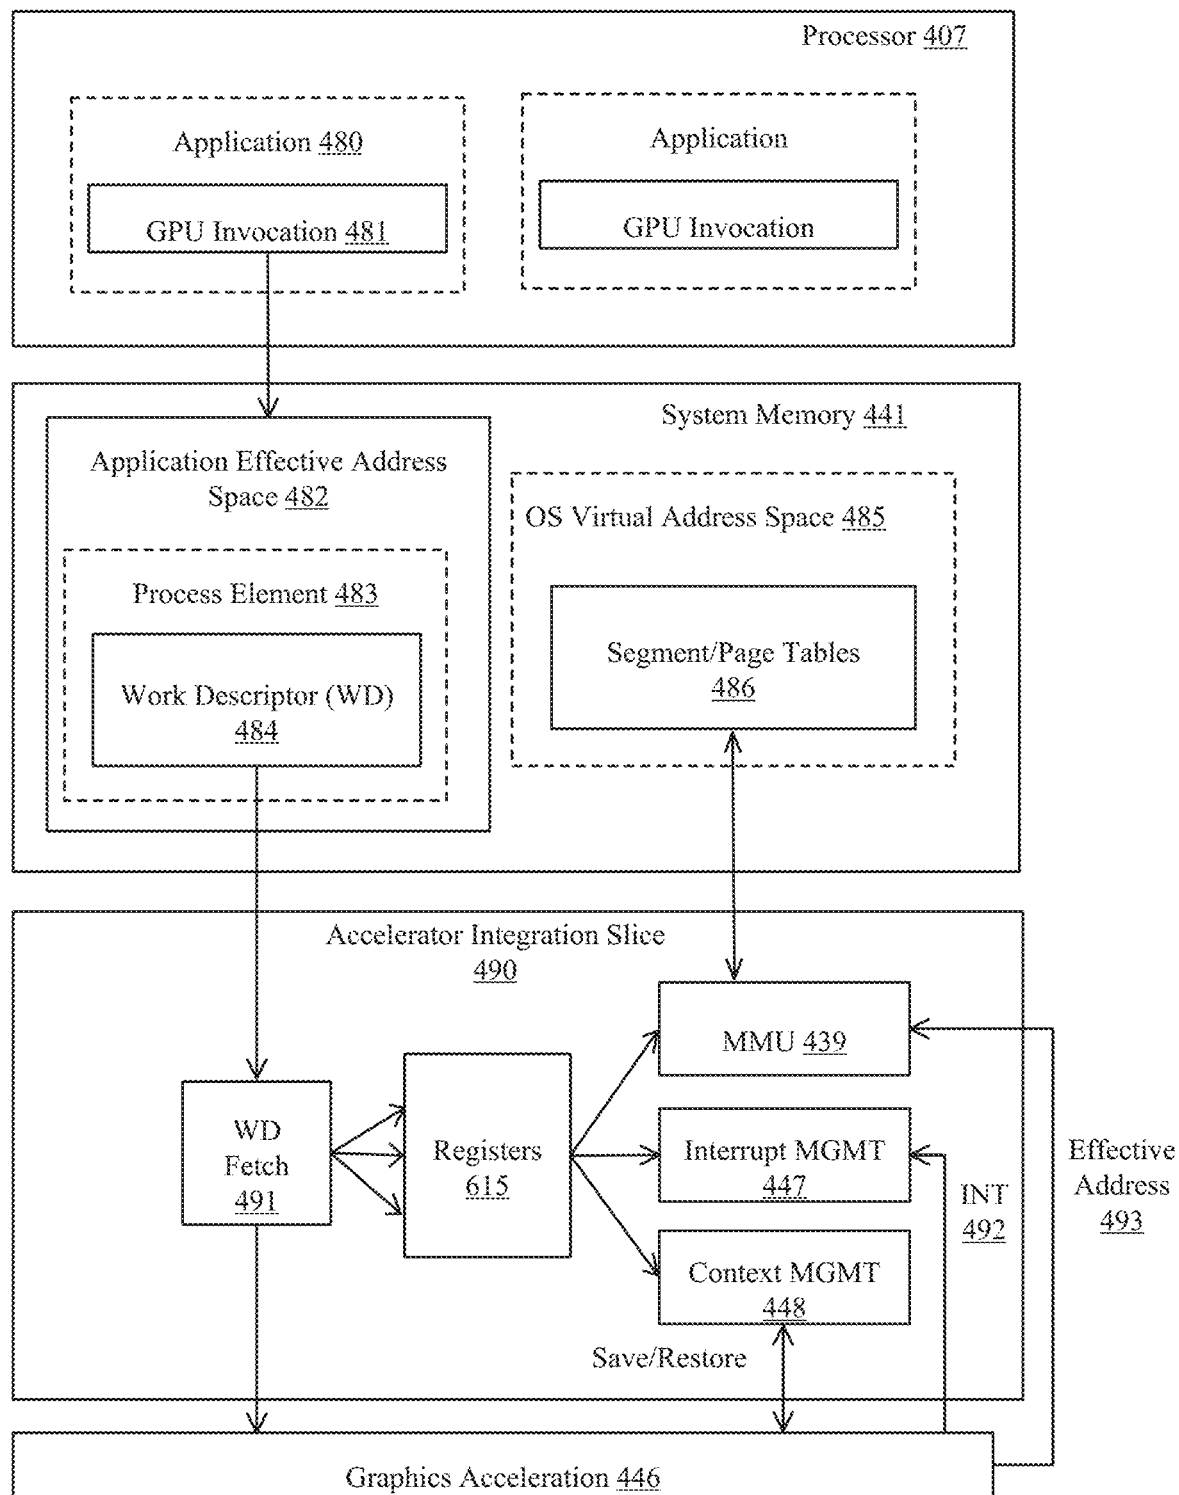 Processor 407
Application 480
GPU Invocation 481
Application
GPU Invocation
System Memory 441
Application Effective Address
Space 482
Process Element 483
Work Descriptor (WD)
484
OS Virtual Address Space 485
Segment/Page Tables
486
Accelerator Integration Slice
490
WD
Fetch
491
Registers
615
MMU 439
Interrupt MGMT
447
Context MGMT
448
Save/Restore
INT
492
Effective
Address
493
Graphics Acceleration 446